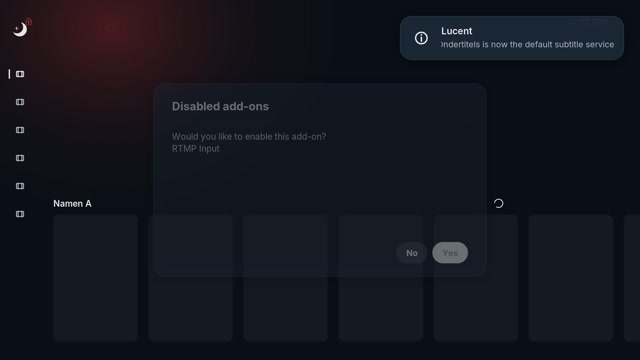 Lucent
Ondertitels is now the default subtitle service
Disabled add-ons
Would you like to enable this add-on?
RTMP Input
Namen A
No
Yes